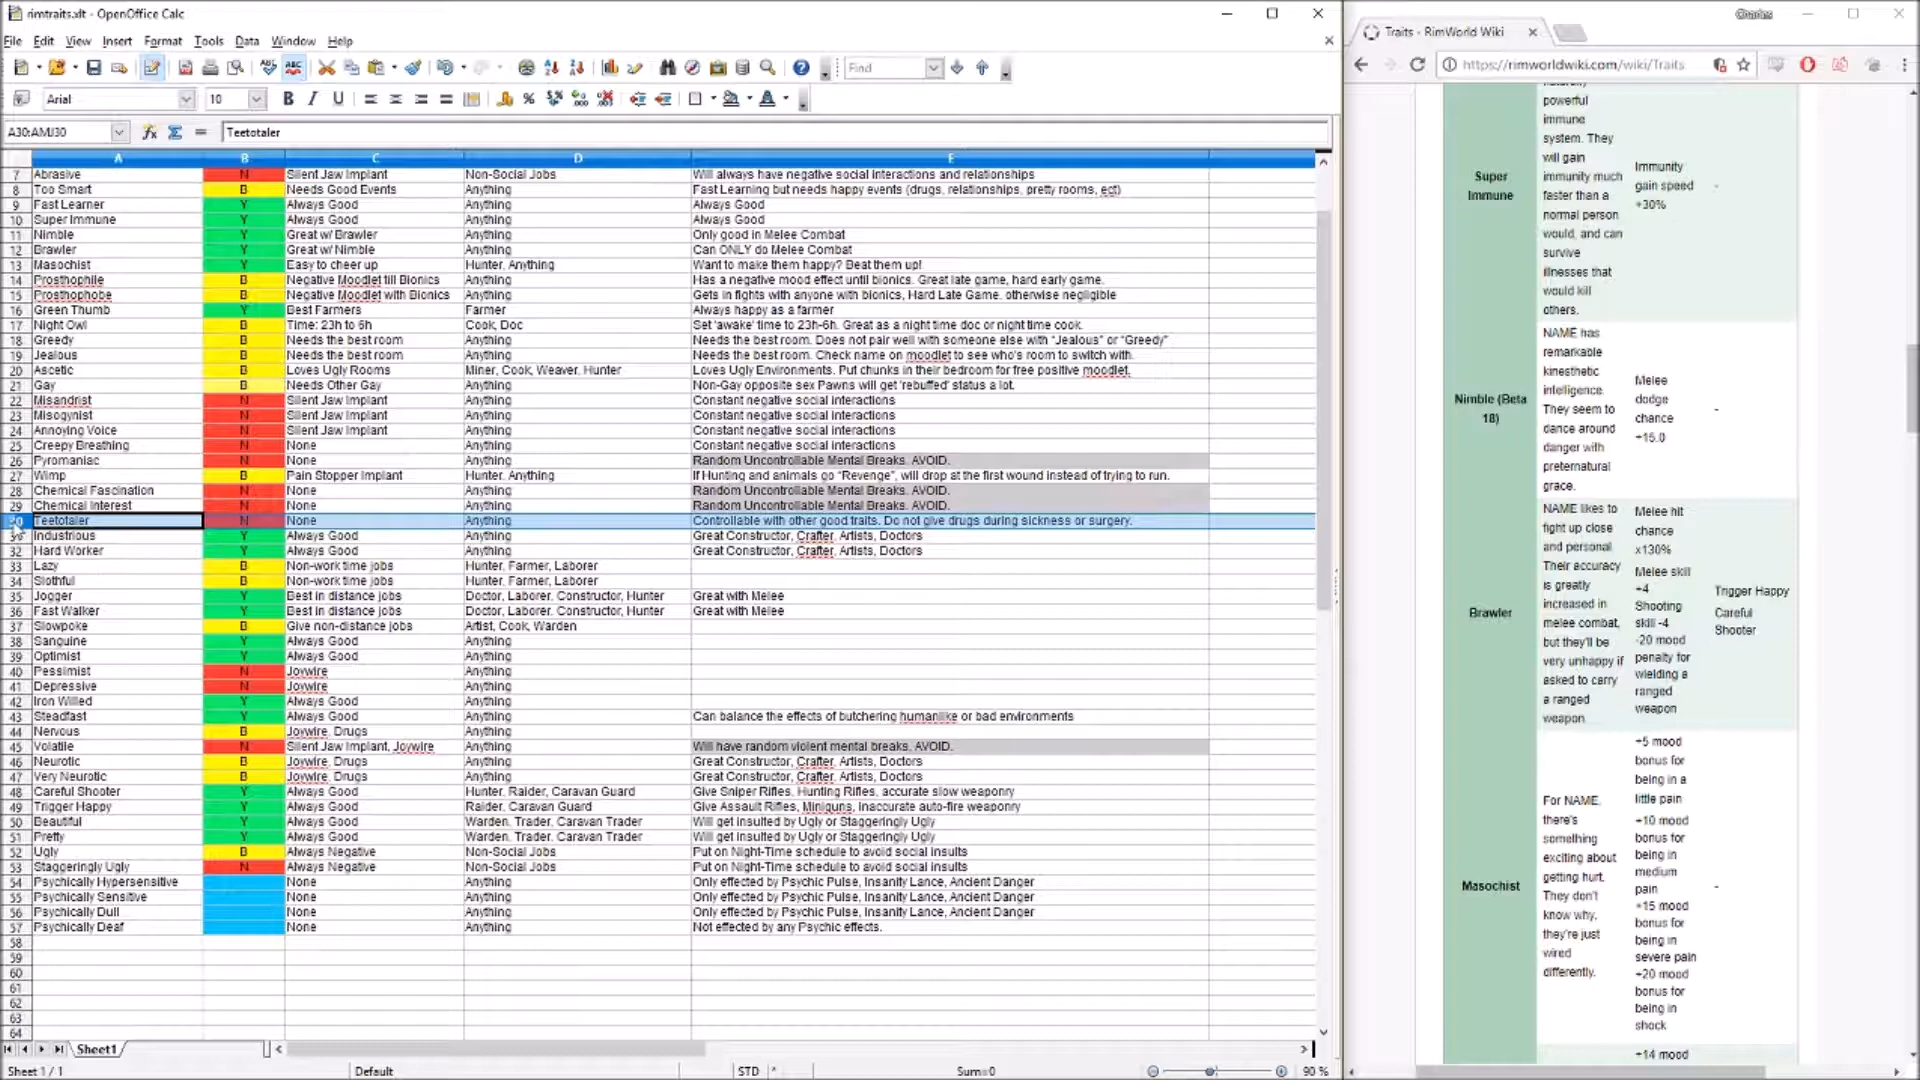 rimtraits.xlt - OpenOffice Calc
File Edit View Insert Format Tools Data Window Help
Find
Arial 10
A30:AMJ30 Teetotaler
A B C D E
7 Abrasive N Silent Jaw Implant Non-Social Jobs Will always have negative social interactions and relationships
8 Too Smart B Needs Good Events Anything Fast Learning but needs happy events (drugs, relationships, pretty rooms, ect)
9 Fast Learner Y Always Good Anything Always Good
10 Super Immune Y Always Good Anything Always Good
11 Nimble Y Great w/ Brawler Anything Only good in Melee Combat
12 Brawler Y Great w/ Nimble Anything Can ONLY do Melee Combat
13 Masochist Y Easy to cheer up Hunter, Anything Want to make them happy? Beat them up!
14 Prosthophile B Negative Moodlet till Bionics Anything Has a negative mood effect until bionics. Great late game, hard early game.
15 Prosthophobe B Negative Moodlet with Bionics Anything Gets in fights with anyone with bionics, Hard Late Game. otherwise negligible
16 Green Thumb Y Best Farmers Farmer Always happy as a farmer
17 Night Owl B Time: 23h to 6h Cook, Doc Set 'awake' time to 23h-6h. Great as a night time doc or night time cook.
18 Greedy B Needs the best room Anything Needs the best room. Does not pair well with someone else with “Jealous” or “Greedy”
19 Jealous B Needs the best room Anything Needs the best room. Check name on moodlet to see who's room to switch with.
20 Ascetic B Loves Ugly Rooms Miner, Cook, Weaver, Hunter Loves Ugly Environments. Put chunks in their bedroom for free positive moodlet.
21 Gay B Needs Other Gay Anything Non-Gay opposite sex Pawns will get 'rebuffed' status a lot.
22 Misandrist N Silent Jaw Implant Anything Constant negative social interactions
23 Misogynist N Silent Jaw Implant Anything Constant negative social interactions
24 Annoying Voice N Silent Jaw Implant Anything Constant negative social interactions
25 Creepy Breathing N None Anything Constant negative social interactions
26 Pyromaniac N None Anything Random Uncontrollable Mental Breaks. AVOID.
27 Wimp B Pain Stopper Implant Hunter, Anything If Hunting and animals go “Revenge”, will drop at the first wound instead of trying to run.
28 Chemical Fascination N None Anything Random Uncontrollable Mental Breaks. AVOID.
29 Chemical Interest N None Anything Random Uncontrollable Mental Breaks. AVOID.
Teetotaler N None Anything Controllable with other good traits. Do not give drugs during sickness or surgery.
Industrious Y Always Good Anything Great Constructor, Crafter, Artists, Doctors
32 Hard Worker Y Always Good Anything Great Constructor, Crafter, Artists, Doctors
33 Lazy B Non-work time jobs Hunter, Farmer, Laborer
34 Slothful B Non-work time jobs Hunter, Farmer, Laborer
35 Jogger Y Best in distance jobs Doctor, Laborer, Constructor, Hunter Great with Melee
36 Fast Walker Y Best in distance jobs Doctor, Laborer, Constructor, Hunter Great with Melee
37 Slowpoke B Give non-distance jobs Artist, Cook, Warden
38 Sanguine Y Always Good Anything
39 Optimist Y Always Good Anything
40 Pessimist N Joywire Anything
41 Depressive N Joywire Anything
42 Iron Willed Y Always Good Anything
43 Steadfast Y Always Good Anything Can balance the effects of butchering humanlike or bad environments
44 Nervous B Joywire, Drugs Anything
45 Volatile N Silent Jaw Implant, Joywire Anything Will have random violent mental breaks, AVOID.
46 Neurotic B Joywire, Drugs Anything Great Constructor, Crafter, Artists, Doctors
47 Very Neurotic B Joywire, Drugs Anything Great Constructor, Crafter, Artists, Doctors
48 Careful Shooter Y Always Good Hunter, Raider, Caravan Guard Give Sniper Rifles, Hunting Rifles, accurate slow weaponry
49 Trigger Happy Y Always Good Raider, Caravan Guard Give Assault Rifles, Miniguns, Inaccurate auto-fire weaponry
50 Beautiful Y Always Good Warden, Trader, Caravan Trader Will get insulted by Ugly or Staggeringly Ugly
51 Pretty Y Always Good Warden, Trader, Caravan Trader Will get insulted by Ugly or Staggeringly Ugly
52 Ugly B Always Negative Non-Social Jobs Put on Night-Time schedule to avoid social insults
53 Staggeringly Ugly N Always Negative Non-Social Jobs Put on Night-Time schedule to avoid social insults
54 Psychically Hypersensitive None Anything Only effected by Psychic Pulse, Insanity Lance, Ancient Danger
55 Psychically Sensitive None Anything Only effected by Psychic Pulse, Insanity Lance, Ancient Danger
56 Psychically Dull None Anything Only effected by Psychic Pulse, Insanity Lance, Ancient Danger
57 Psychically Deaf None Anything Not effected by any Psychic effects.
58
59
60
61
62
63
64
Sheet1
Sheet 1 / 1 Default STD * Sum=0 90 %
Charles
Traits - RimWorld Wiki
https://rimworldwiki.com/wiki/Traits
powerful
immune
system. They
will gain
immunity much
faster than a
normal person
would, and can
survive
illnesses that
would kill
others.
Super
Immune
Immunity
gain speed
+30%
-
NAME has
remarkable
kinesthetic
intelligence.
They seem to
dance around
danger with
preternatural
grace.
Nimble (Beta
18)
Melee
dodge
chance
+15.0
-
NAME likes to
fight up close
and personal.
Their accuracy
is greatly
increased in
melee combat,
but they'll be
very unhappy if
asked to carry
a ranged
weapon.
Brawler
Melee hit
chance
x130%
Melee skill
+4
Shooting
skill -4
-20 mood
penalty for
wielding a
ranged
weapon
Trigger Happy
Careful
Shooter
For NAME,
there's
something
exciting about
getting hurt.
They don't
know why,
they're just
wired
differently.
Masochist
+5 mood
bonus for
being in a
little pain
+10 mood
bonus for
being in
medium
pain
+15 mood
bonus for
being in
severe pain
+20 mood
bonus for
being in
shock
-
+14 mood